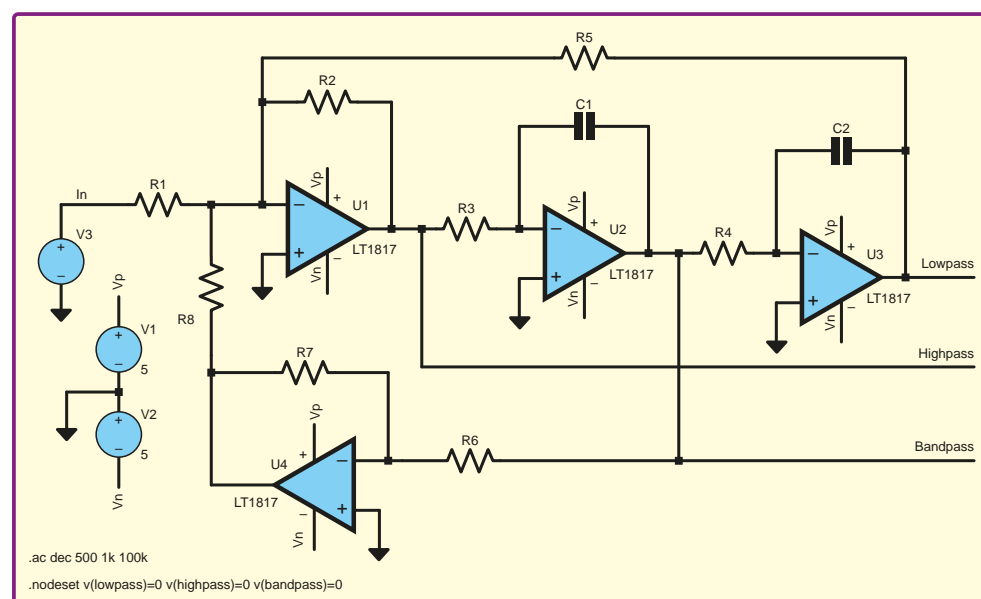 R5
R2
C1
C2
In
R1
Vp
+
−
U1
+
LT1817
Vn
−
R3
Vp
+
−
U2
+
LT1817
Vn
−
R4
Vp
+
−
U3
+
LT1817
Vn
−
Lowpass
V3
+
−
R8
Vp
V1
+
−
5
V2
+
−
5
Vn
R7
Highpass
Vp
+
−
U4
LT1817
+
Vn
−
R6
Bandpass
.ac dec 500 1k 100k
.nodeset v(lowpass)=0 v(highpass)=0 v(bandpass)=0